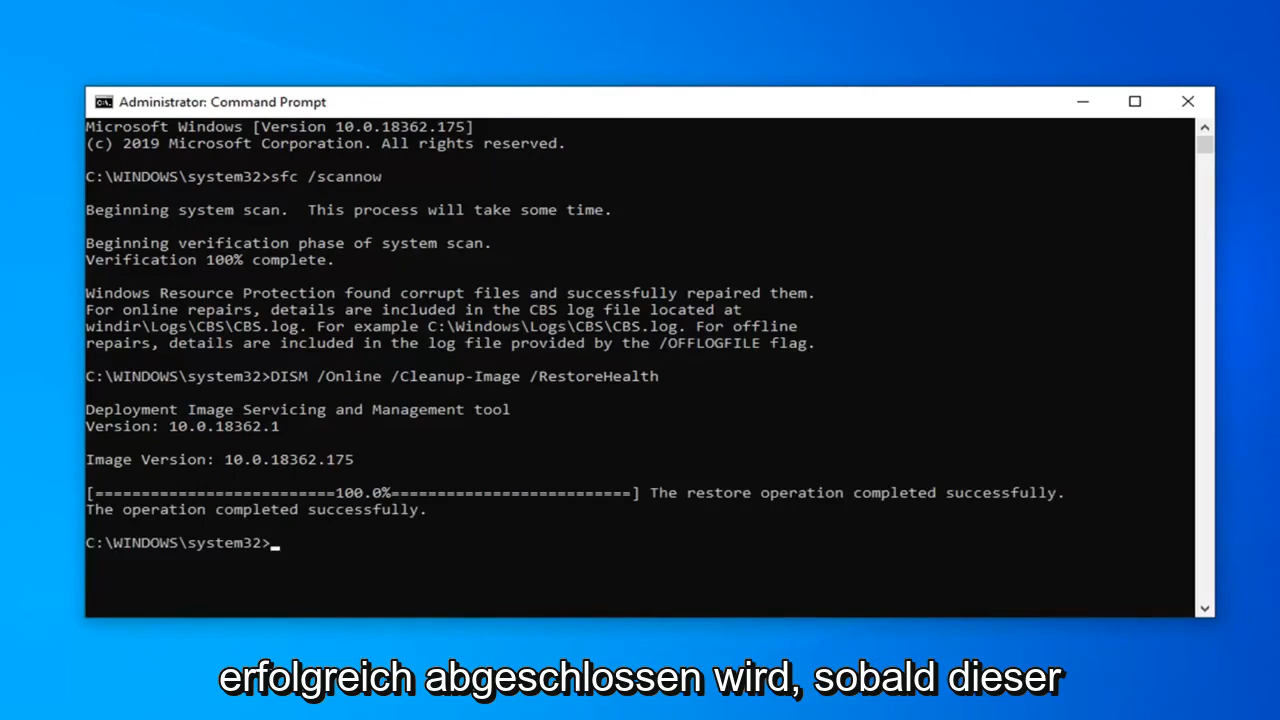 Administrator: Command Prompt
Microsoft Windows [Version 10.0.18362.175]
(c) 2019 Microsoft Corporation. All rights reserved.
C:\WINDOWS\system32>sfc /scannow
Beginning system scan.  This process will take some time.
Beginning verification phase of system scan.
Verification 100% complete.
Windows Resource Protection found corrupt files and successfully repaired them.
For online repairs, details are included in the CBS log file located at
windir\Logs\CBS\CBS.log. For example C:\Windows\Logs\CBS\CBS.log. For offline
repairs, details are included in the log file provided by the /OFFLOGFILE flag.
C:\WINDOWS\system32>DISM /Online /Cleanup-Image /RestoreHealth
Deployment Image Servicing and Management tool
Version: 10.0.18362.1
Image Version: 10.0.18362.175
[==========================100.0%==========================] The restore operation completed successfully.
The operation completed successfully.
C:\WINDOWS\system32>
erfolgreich abgeschlossen wird, sobald dieser